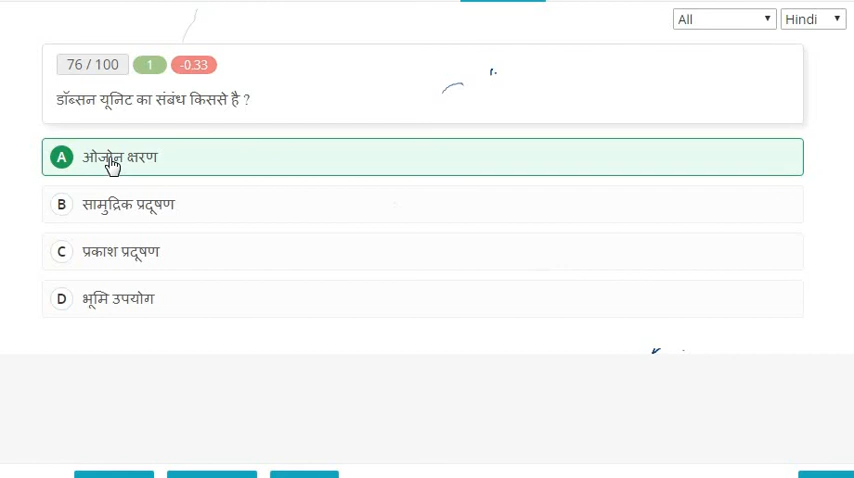 All Hindi
76 / 100 1 -0.33
डॉब्सन यूनिट का संबंध किससे है ?
A ओजोन क्षरण
B सामुद्रिक प्रदूषण
C प्रकाश प्रदूषण
D भूमि उपयोग